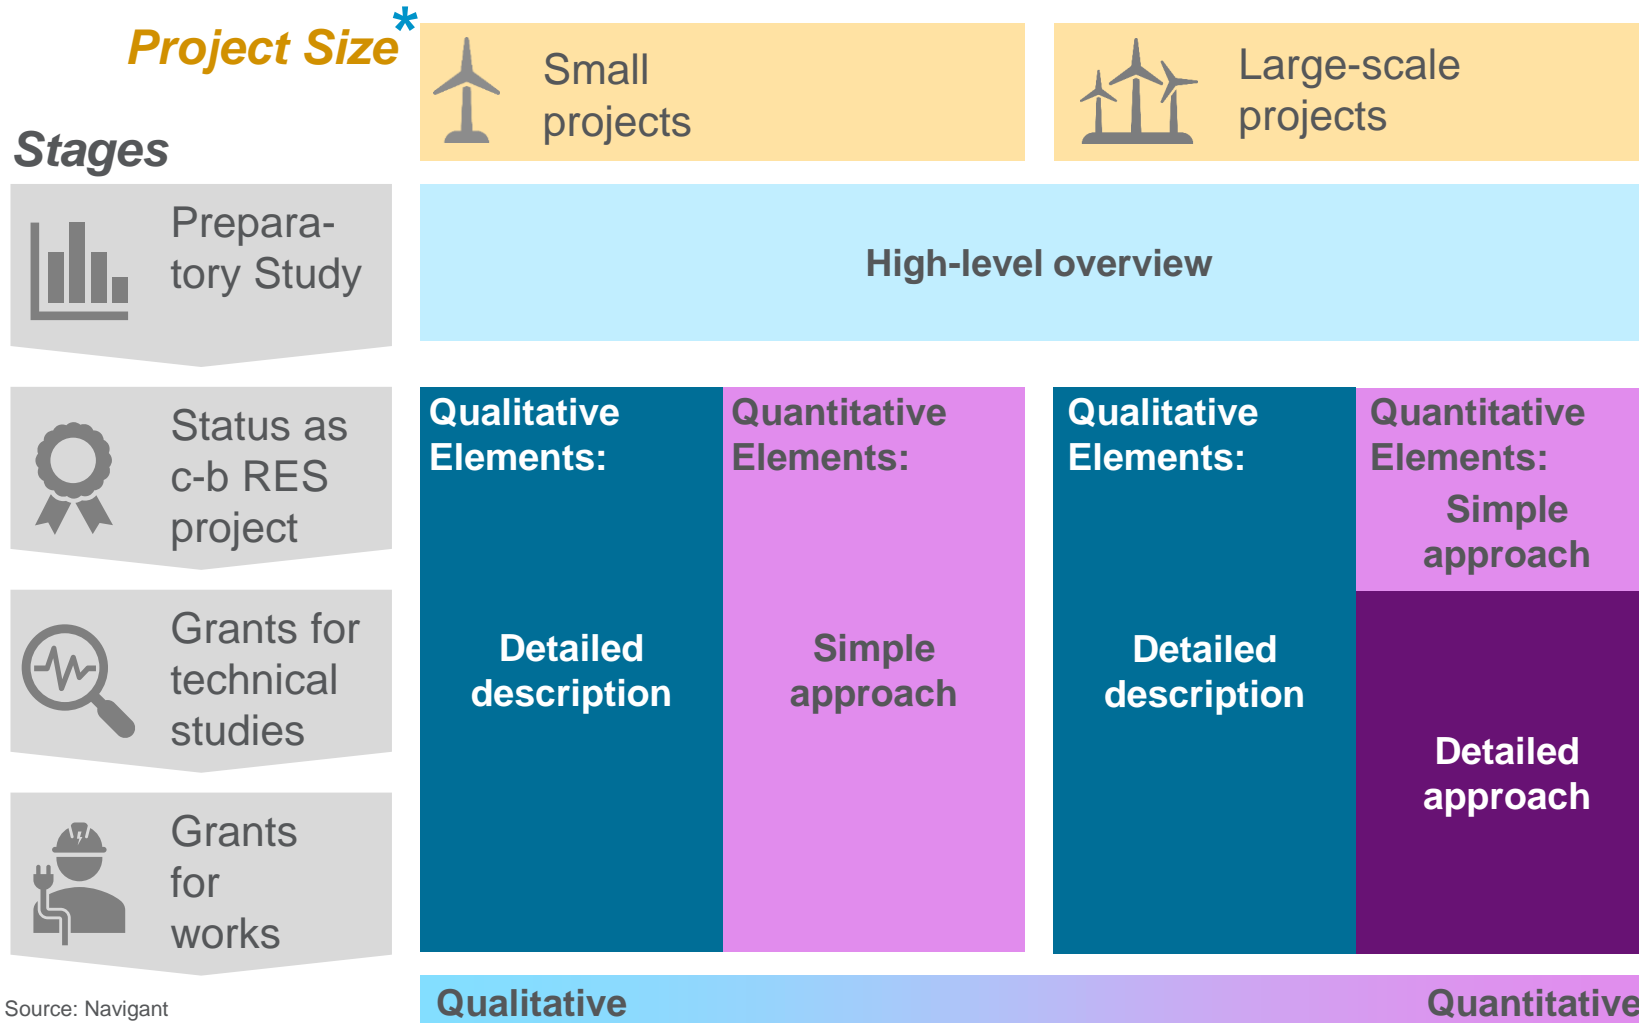 Project Size*
Small
projects
Large-scale
projects
Stages
Prepara-
tory Study
High-level overview
Status as
c-b RES
project
Qualitative
Elements:
Quantitative
Elements:
Qualitative
Elements:
Quantitative
Elements:
Simple
approach
Grants for
technical
studies
Detailed
description
Simple
approach
Detailed
description
Detailed
approach
Grants
for
works
Source: Navigant
Qualitative
Quantitative